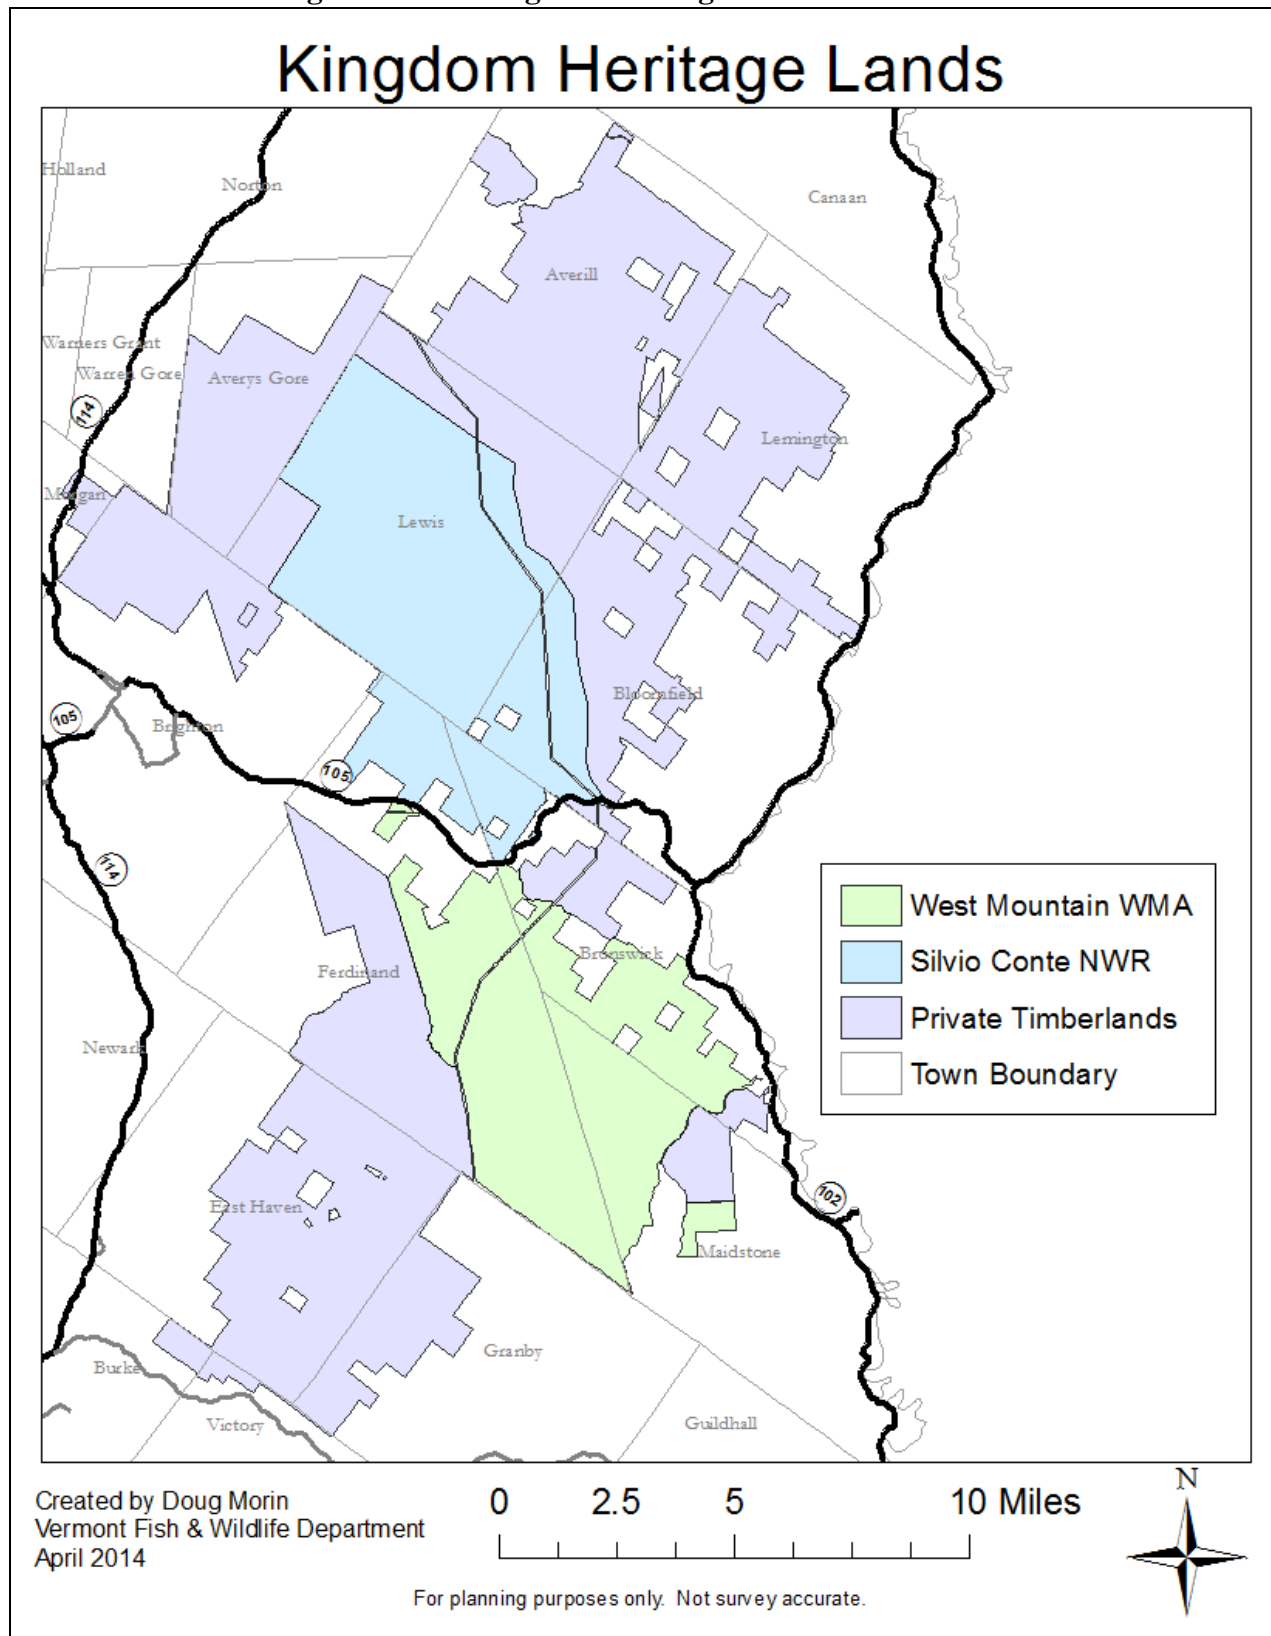 Kingdom Heritage Lands
Holland
Norton
Canaan
Averill
Warners Grant
Warren Gore
Averys Gore
114
Lemington
Morgan
Lewis
Bloomfield
105
Brighton
105
114
Brunswick
Ferdinand
Newark
West Mountain WMA
Silvio Conte NWR
Private Timberlands
Town Boundary
East Haven
102
Maidstone
Granby
Burke
Victory
Guildhall
Created by Doug Morin
Vermont Fish & Wildlife Department
April 2014
0 2.5 5 10 Miles
N
For planning purposes only. Not survey accurate.